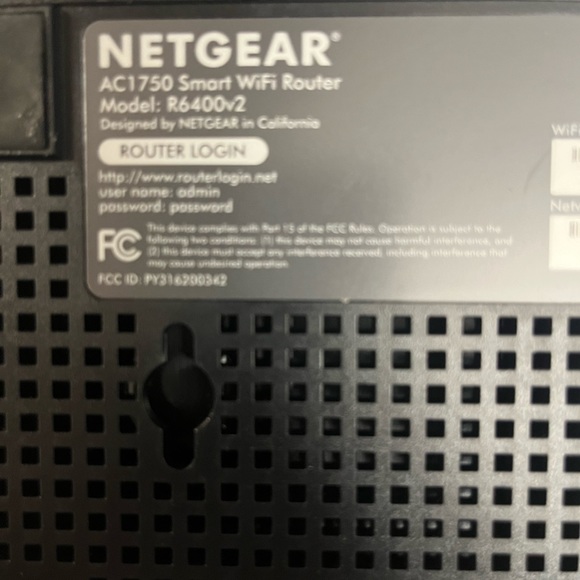 NETGEAR®
AC1750 Smart WiFi Router
Model: R6400v2
Designed by NETGEAR in California
ROUTER LOGIN
http://www.routerlogin.net
user name: admin
password: password
This device complies with Part 15 of the FCC Rules. Operation is subject to the
following two conditions: (1) this device may not cause harmful interference, and
(2) this device must accept any interference received, including interference that
may cause undesired operation.
FC
FCC ID: PY316200342
WiFi